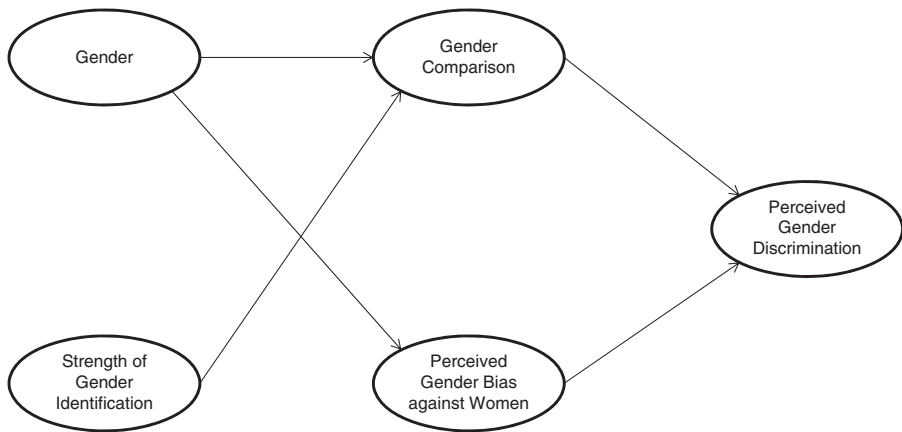 Gender
Gender
Comparison
Perceived
Gender
Discrimination
Strength of
Gender
Identification
Perceived
Gender Bias
against Women